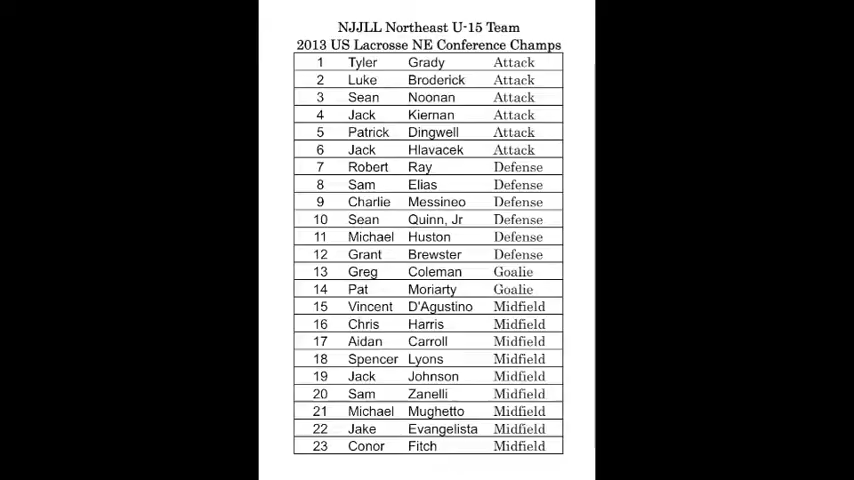 NJJLL Northeast U-15 Team
2013 US Lacrosse NE Conference Champs
1 Tyler Grady Attack
2 Luke Broderick Attack
3 Sean Noonan Attack
4 Jack Kiernan Attack
5 Patrick Dingwell Attack
6 Jack Hlavacek Attack
7 Robert Ray Defense
8 Sam Elias Defense
9 Charlie Messineo Defense
10 Sean Quinn, Jr Defense
11 Michael Huston Defense
12 Grant Brewster Defense
13 Greg Coleman Goalie
14 Pat Moriarty Goalie
15 Vincent D'Agustino Midfield
16 Chris Harris Midfield
17 Aidan Carroll Midfield
18 Spencer Lyons Midfield
19 Jack Johnson Midfield
20 Sam Zanelli Midfield
21 Michael Mughetto Midfield
22 Jake Evangelista Midfield
23 Conor Fitch Midfield